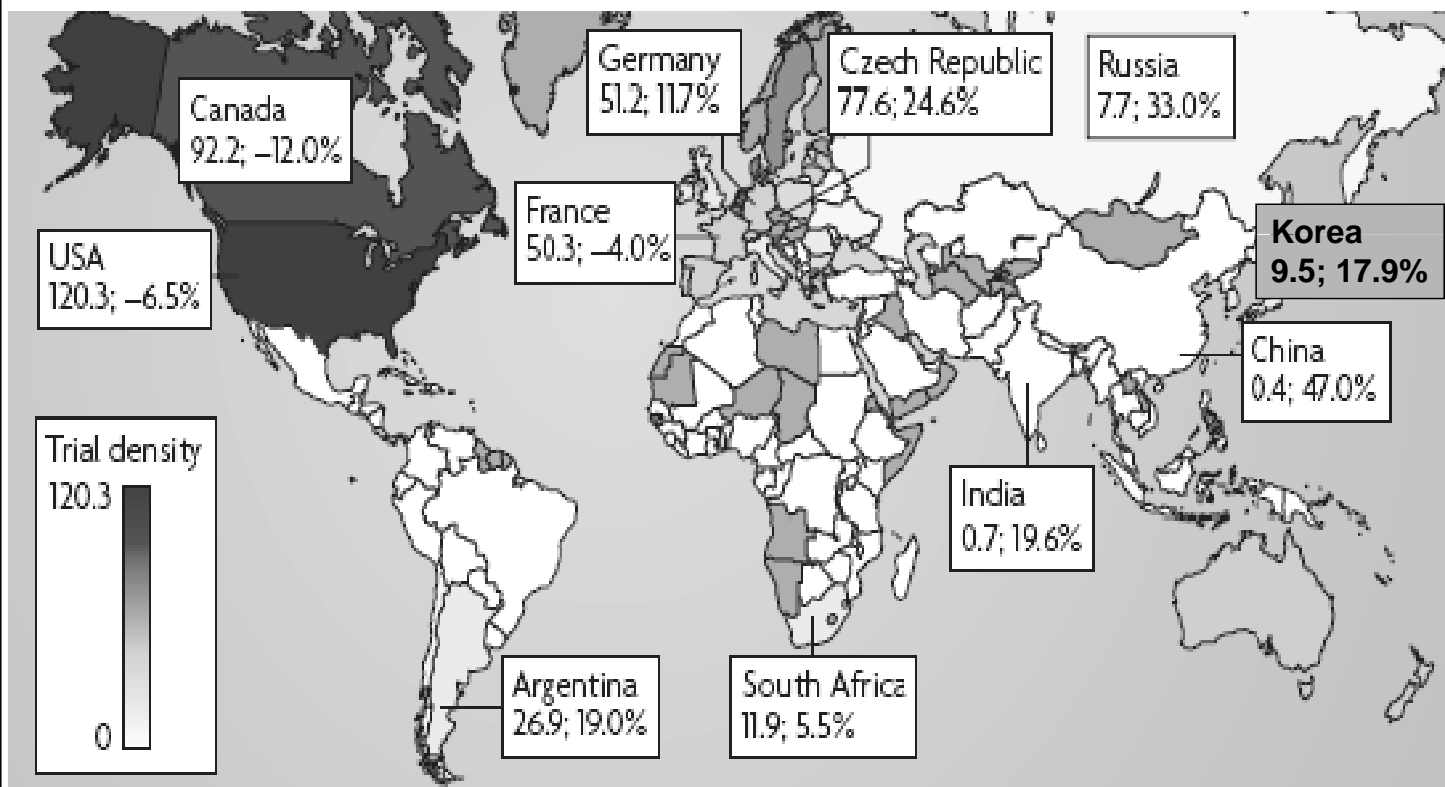 Germany
51.2; 11.7%
Czech Republic
77.6; 24.6%
Russia
7.7; 33.0%
Canada
92.2; –12.0%
France
50.3; –4.0%
Korea
9.5; 17.9%
USA
120.3; –6.5%
China
0.4; 47.0%
Trial density
120.3
0
India
0.7; 19.6%
Argentina
26.9; 19.0%
South Africa
11.9; 5.5%